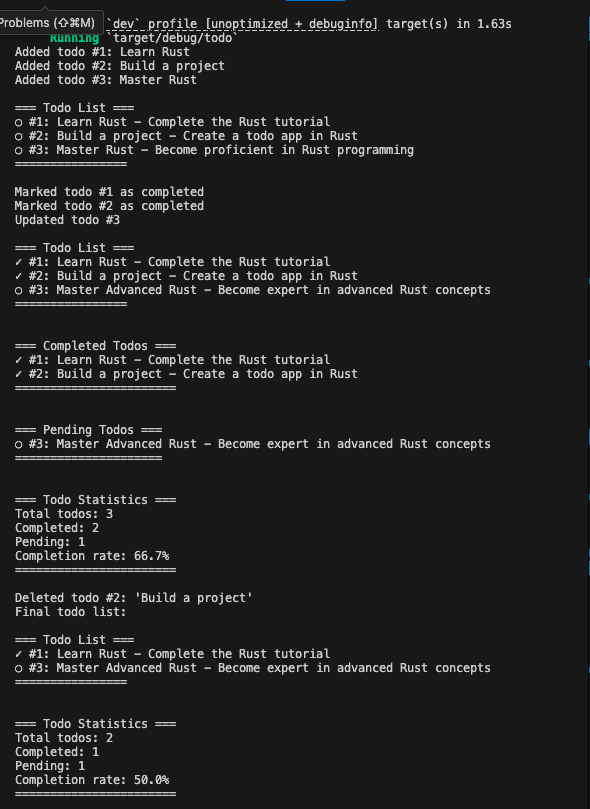 Problems (⇧⌘M)
`dev` profile [unoptimized + debuginfo] target(s) in 1.63s
Running `target/debug/todo`
Added todo #1: Learn Rust
Added todo #2: Build a project
Added todo #3: Master Rust
=== Todo List ===
○ #1: Learn Rust - Complete the Rust tutorial
○ #2: Build a project - Create a todo app in Rust
○ #3: Master Rust - Become proficient in Rust programming
================
Marked todo #1 as completed
Marked todo #2 as completed
Updated todo #3
=== Todo List ===
✓ #1: Learn Rust - Complete the Rust tutorial
✓ #2: Build a project - Create a todo app in Rust
○ #3: Master Advanced Rust - Become expert in advanced Rust concepts
================
=== Completed Todos ===
✓ #1: Learn Rust - Complete the Rust tutorial
✓ #2: Build a project - Create a todo app in Rust
=======================
=== Pending Todos ===
○ #3: Master Advanced Rust - Become expert in advanced Rust concepts
=====================
=== Todo Statistics ===
Total todos: 3
Completed: 2
Pending: 1
Completion rate: 66.7%
=======================
Deleted todo #2: 'Build a project'
Final todo list:
=== Todo List ===
✓ #1: Learn Rust - Complete the Rust tutorial
○ #3: Master Advanced Rust - Become expert in advanced Rust concepts
================
=== Todo Statistics ===
Total todos: 2
Completed: 1
Pending: 1
Completion rate: 50.0%
=======================